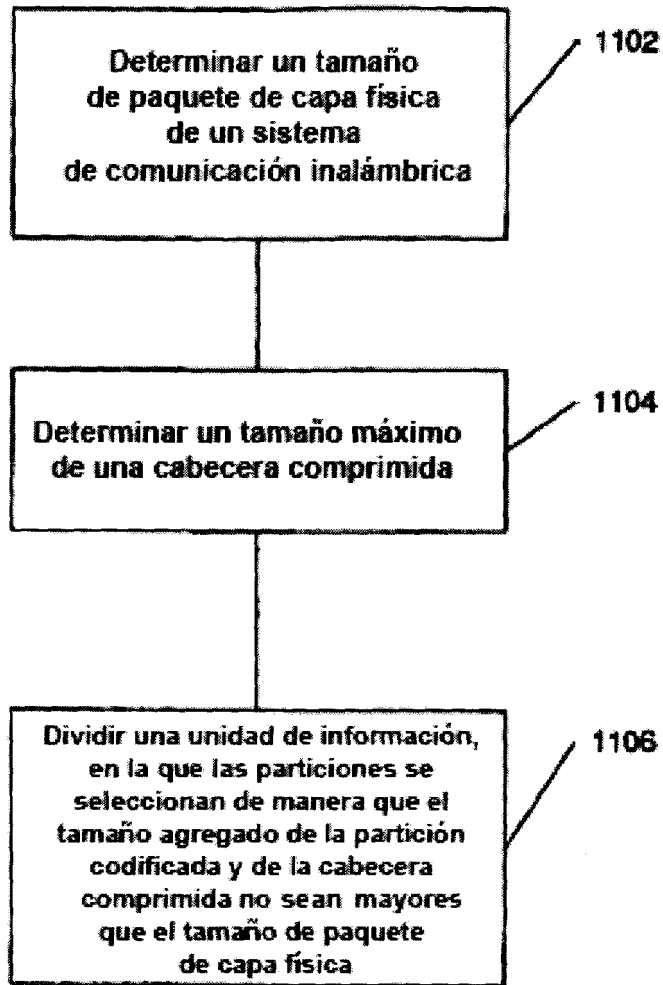 Determinar un tamaño
de paquete de capa física
de un sistema
de comunicación inalámbrica
1102
Determinar un tamaño máximo
de una cabecera comprimida
1104
Dividir una unidad de información,
en la que las particiones se
seleccionan de manera que el
tamaño agregado de la partición
codificada y de la cabecera
comprimida no sean mayores
que el tamaño de paquete
de capa física
1106